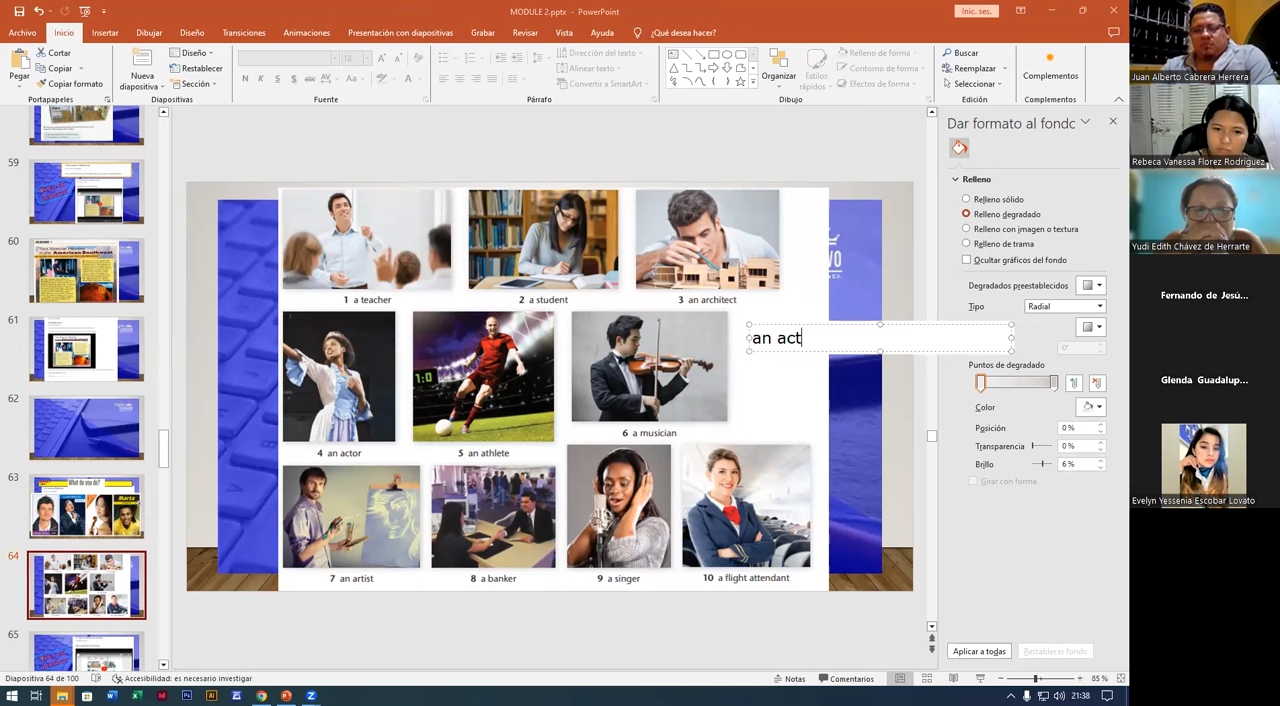 MODULE 2.pptx - PowerPoint
Inic. ses.
Archivo Inicio Insertar Dibujar Diseño Transiciones Animaciones Presentación con diapositivas Grabar Revisar Vista Ayuda ¿Qué desea hacer?
Pegar
Cortar
Copiar
Copiar formato
Portapapeles
Nueva diapositiva
Diseño
Restablecer
Sección
Diapositivas
N K S S Aa A
Fuente
Dirección del texto
Alinear texto
Convertir a SmartArt
Párrafo
Organizar
Estilos rápidos
Relleno de forma
Contorno de forma
Efectos de forma
Dibujo
Buscar
Reemplazar
Seleccionar
Edición
Complementos
Complementos
59
60
61
62
63
What do you do?
Marta
64
65
1 a teacher
2 a student
3 an architect
4 an actor
5 an athlete
6 a musician
7 an artist
8 a banker
9 a singer
10 a flight attendant
an act
Dar formato al fondo
Relleno
Relleno sólido
Relleno degradado
Relleno con imagen o textura
Relleno de trama
Ocultar gráficos del fondo
Degradados preestablecidos
Tipo Radial
0°
Puntos de degradado
Color
Posición 0 %
Transparencia 0 %
Brillo 6 %
Girar con forma
Aplicar a todas
Restablecer fondo
Juan Alberto Cabrera Herrera
Rebeca Vanessa Florez Rodriguez
Yudi Edith Chávez de Herrarte
Fernando de Jesú...
Glenda Guadalup...
Evelyn Yessenia Escobar Lovato
Diapositiva 64 de 100
Accesibilidad: es necesario investigar
Notas
Comentarios
85 %
21:38